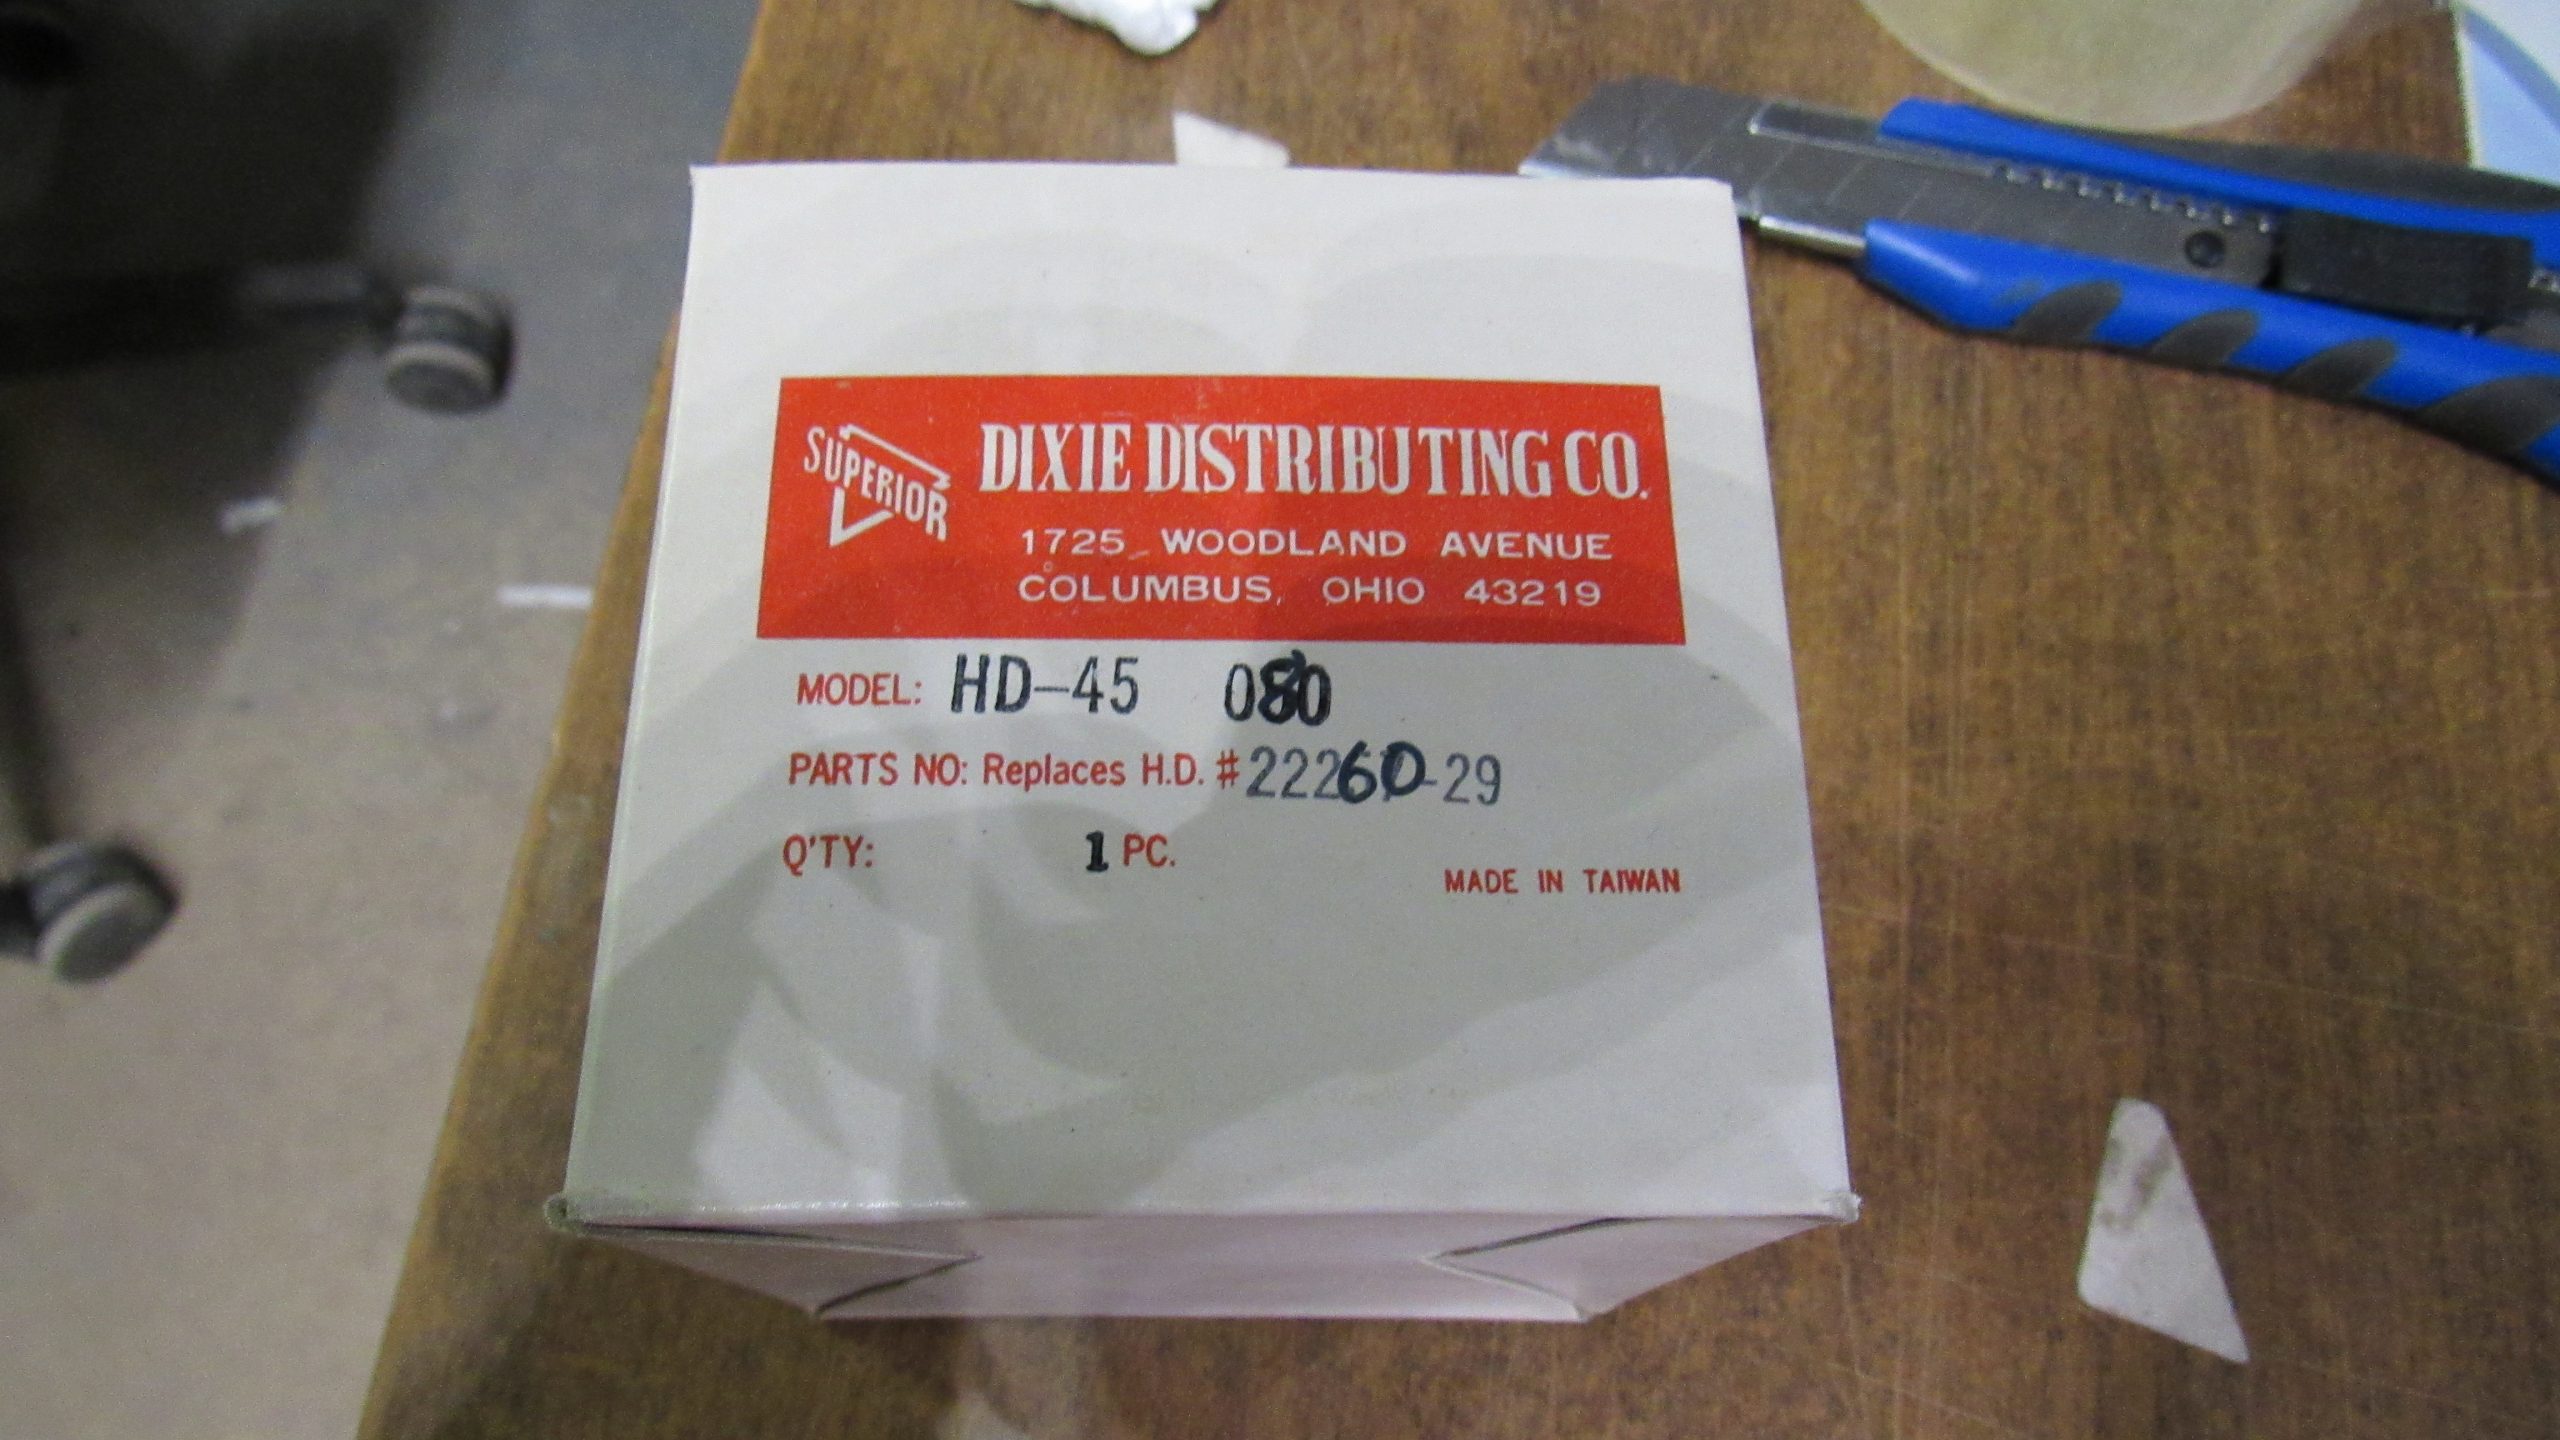 SUPERIOR
DIXIE DISTRIBUTING CO.
1725 WOODLAND AVENUE
COLUMBUS, OHIO 43219
MODEL: HD-45
PARTS NO: Replaces H.D. #22260-29
Q'TY: 1 PC.
MADE IN TAIWAN